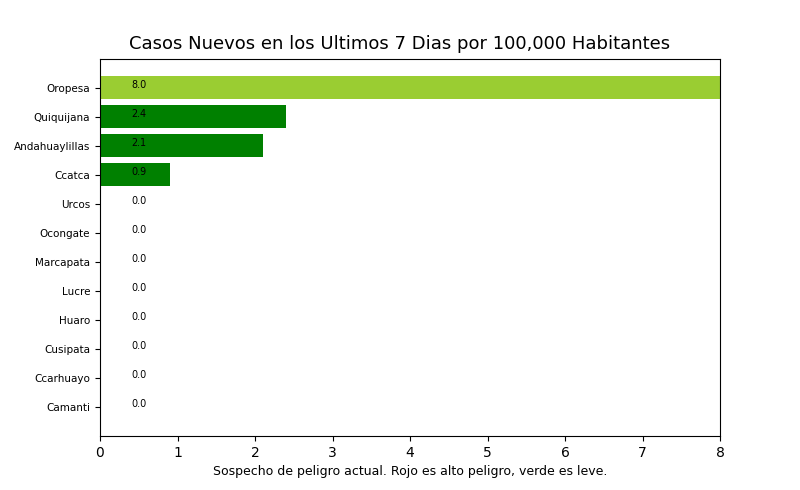 Casos Nuevos en los Ultimos 7 Dias por 100,000 Habitantes
Oropesa 8.0
Quiquijana 2.4
Andahuaylillas 2.1
Ccatca 0.9
Urcos 0.0
Ocongate 0.0
Marcapata 0.0
Lucre 0.0
Huaro 0.0
Cusipata 0.0
Ccarhuayo 0.0
Camanti 0.0
0 1 2 3 4 5 6 7 8
Sospecho de peligro actual. Rojo es alto peligro, verde es leve.